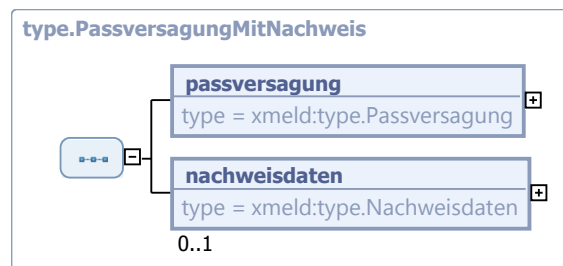 type.PassversagungMitNachweis
passversagung
type = xmeld:type.Passversagung
nachweisdaten
type = xmeld:type.Nachweisdaten
0..1